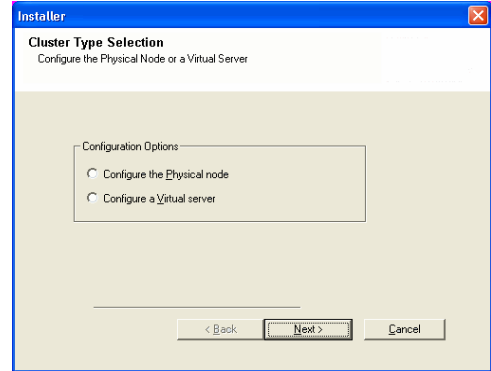 Installer
Cluster Type Selection
Configure the Physical Node or a Virtual Server
Configuration Options
Configure the Physical node
Configure a Virtual server
< Back Next > Cancel